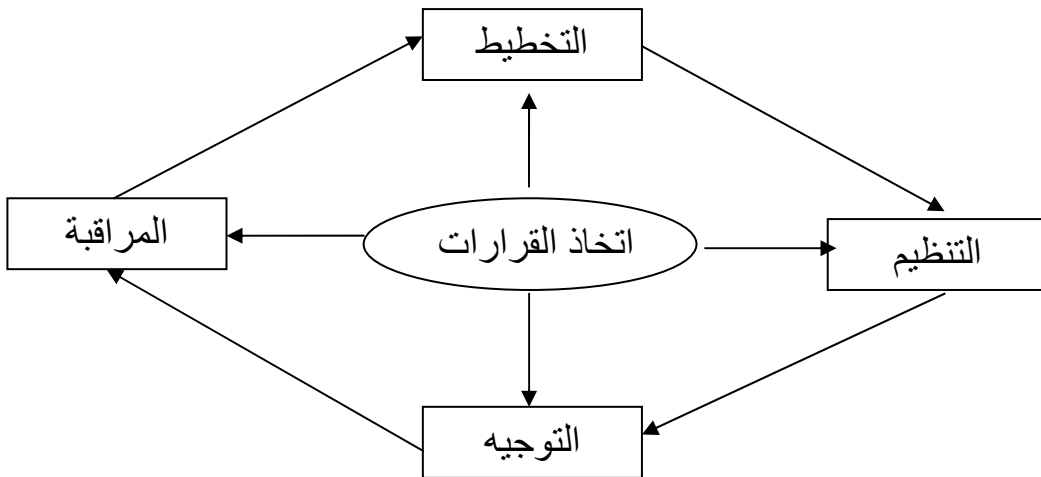 التخطيط
المراقبة
اتخاذ القرارات
التنظيم
التوجيه